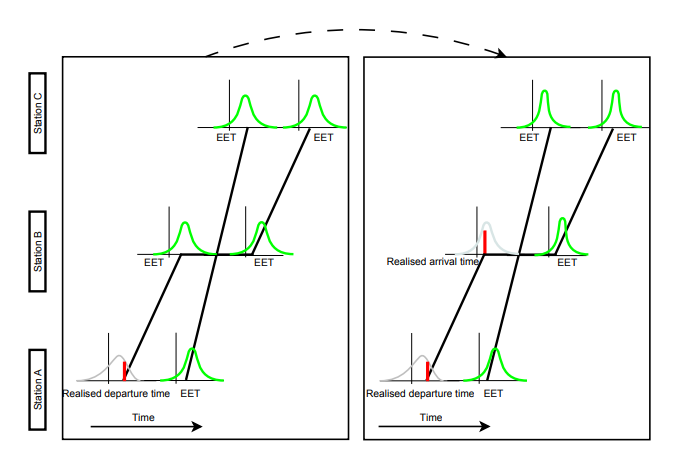 Station C
EET
EET
EET
EET
Station B
EET
EET
Realised arrival time
EET
Station A
Realised departure time
EET
Realised departure time
EET
Time
Time